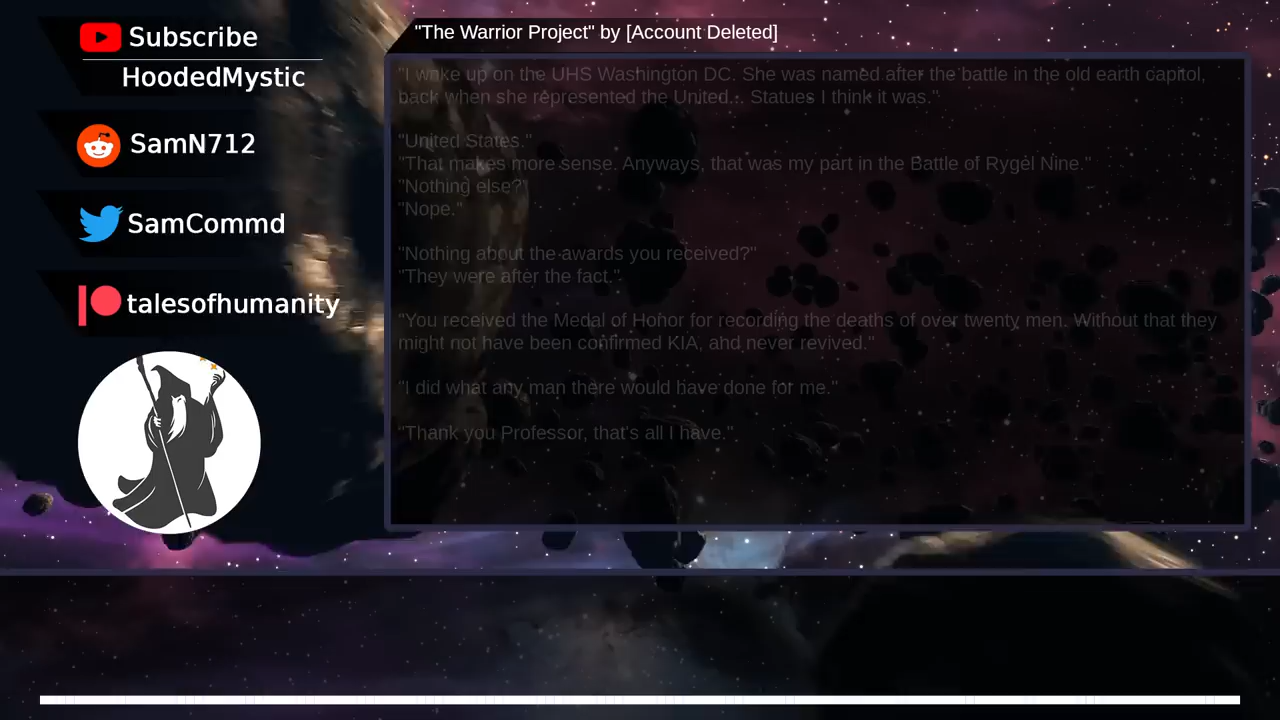 Subscribe
HoodedMystic
SamN712
SamCommd
talesofhumanity
"The Warrior Project" by [Account Deleted]
"I woke up on the UHS Washington DC. She was named after the battle in the old earth capitol,
back when she represented the United... Statues I think it was."
"United States."
"That makes more sense. Anyways, that was my part in the Battle of Rygel Nine."
"Nothing else?"
"Nope."
"Nothing about the awards you received?"
"They were after the fact."
"You received the Medal of Honor for recording the deaths of over twenty men. Without that they
might not have been confirmed KIA, and never revived."
"I did what any man there would have done for me."
"Thank you Professor, that's all I have."